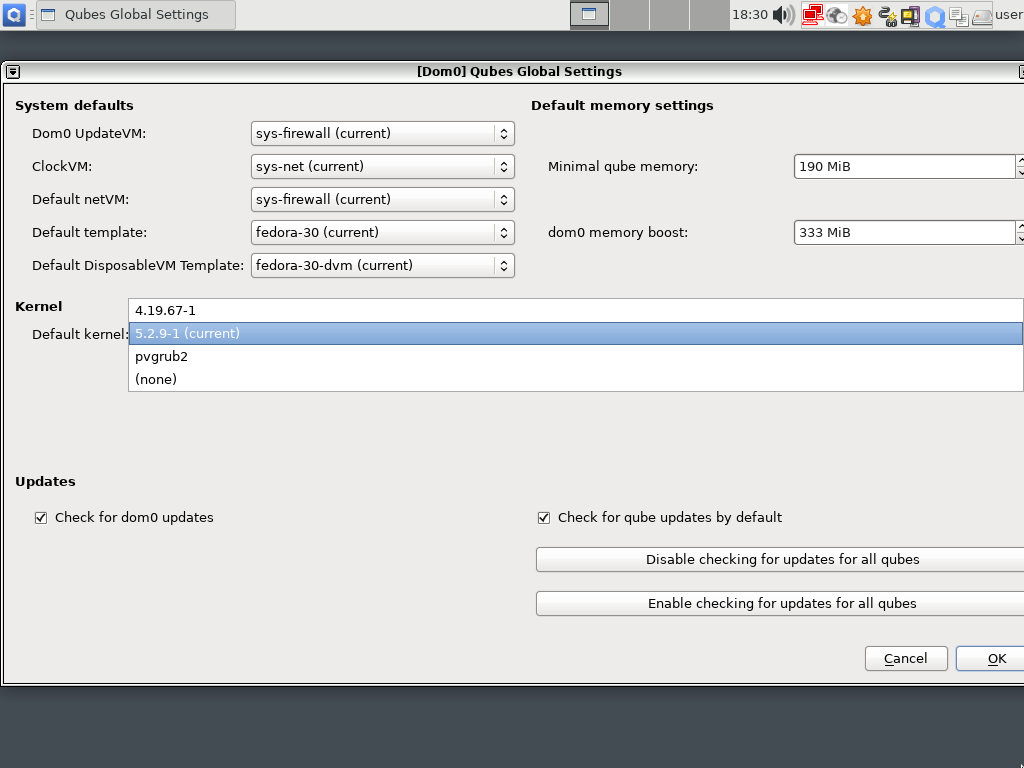 Qubes Global Settings
18:30
user
[Dom0] Qubes Global Settings
System defaults
Default memory settings
Dom0 UpdateVM: sys-firewall (current)
ClockVM: sys-net (current)
Minimal qube memory: 190 MiB
Default netVM: sys-firewall (current)
Default template: fedora-30 (current)
dom0 memory boost: 333 MiB
Default DisposableVM Template: fedora-30-dvm (current)
Kernel
4.19.67-1
Default kernel: 5.2.9-1 (current)
pvgrub2
(none)
Updates
Check for dom0 updates
Check for qube updates by default
Disable checking for updates for all qubes
Enable checking for updates for all qubes
Cancel
OK